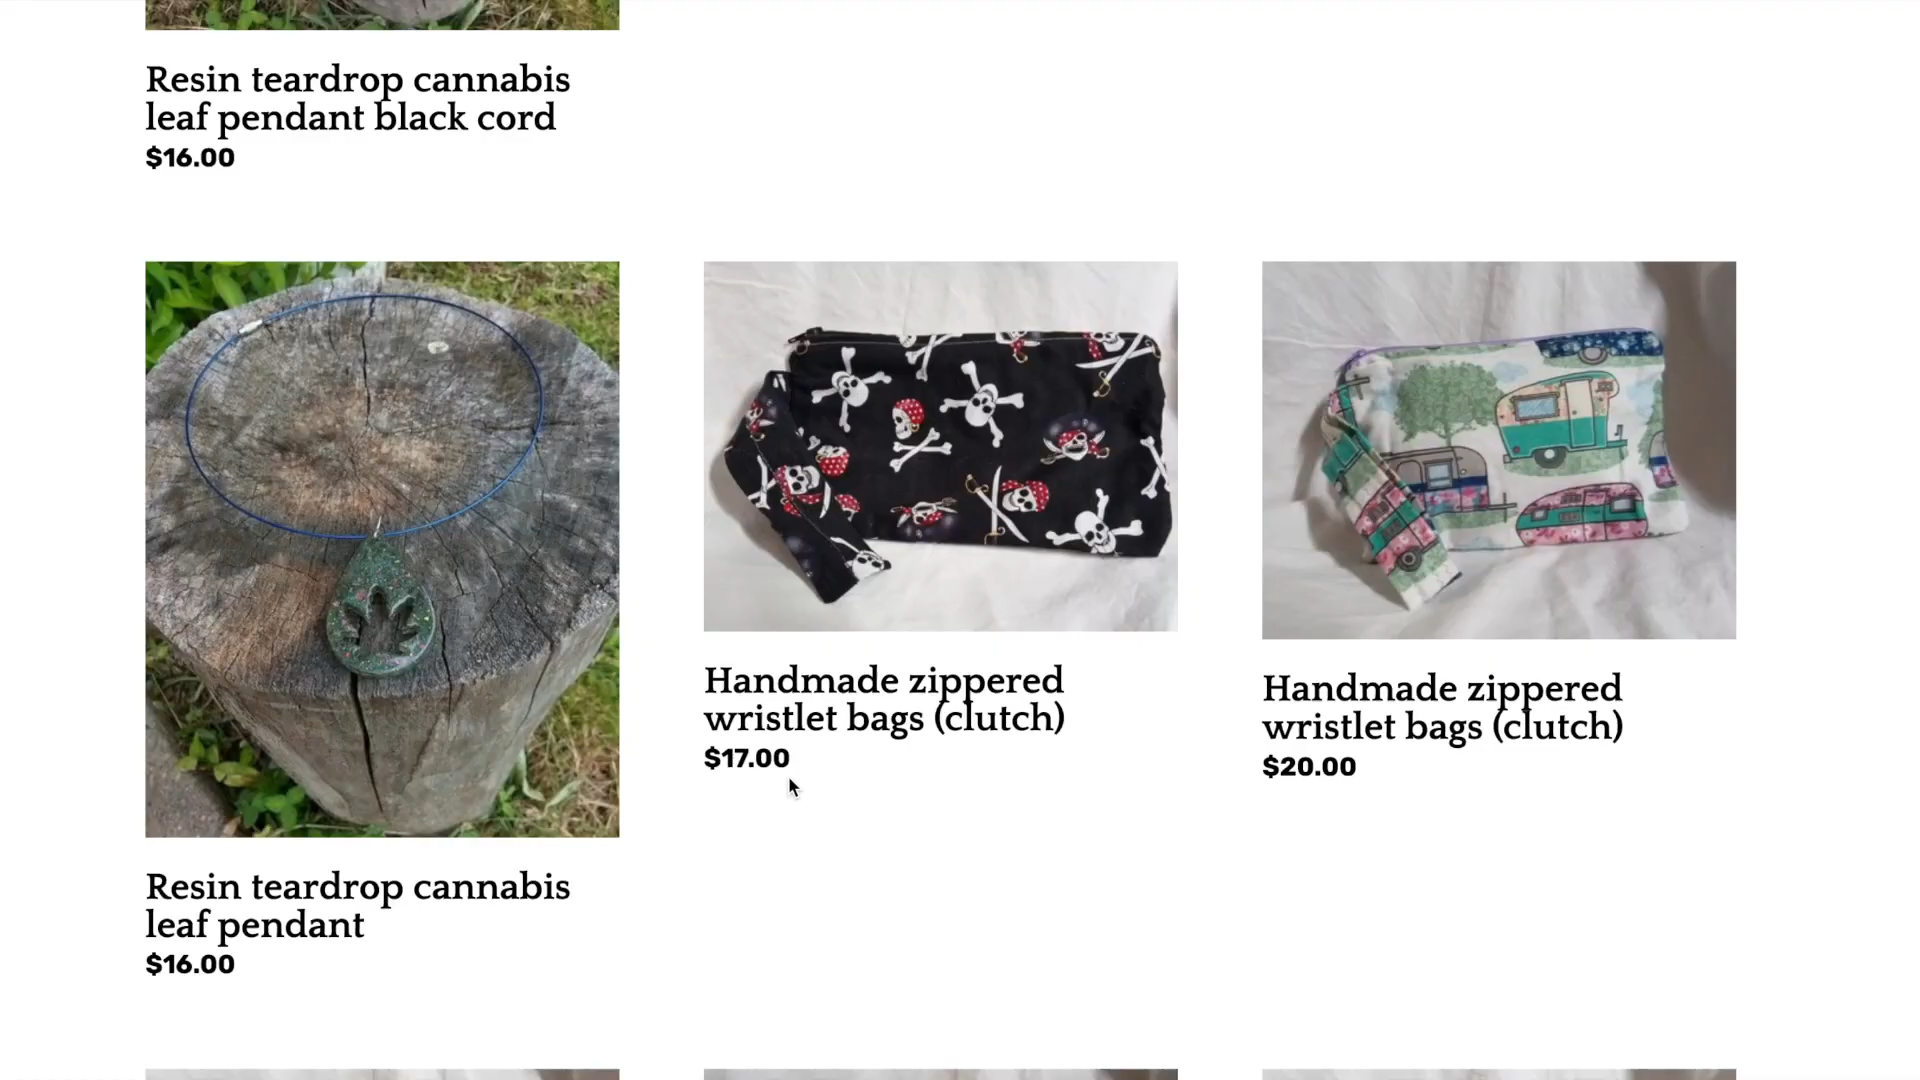 Resin teardrop cannabis
leaf pendant black cord
$16.00
Handmade zippered
wristlet bags (clutch)
$17.00
Handmade zippered
wristlet bags (clutch)
$20.00
Resin teardrop cannabis
leaf pendant
$16.00